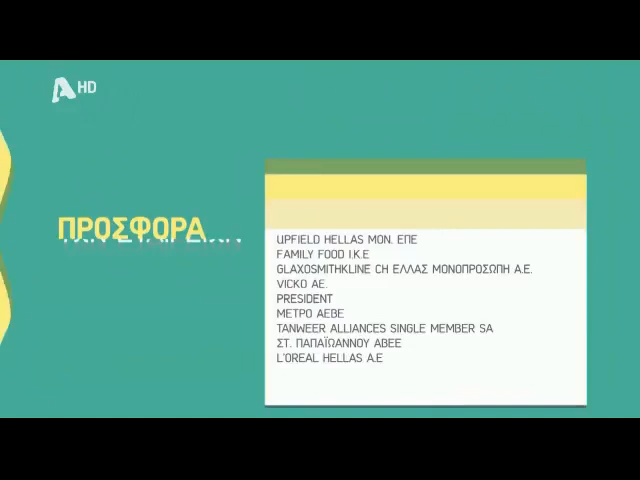 HD
ΠΡΟΣΦΟΡΑ
UPFIELD HELLAS ΜΟΝ. ΕΠΕ
FAMILY FOOD Ι.Κ.Ε
GLAXOSMITHKLINE CH ΕΛΛΑΣ ΜΟΝΟΠΡΟΣΩΠΗ Α.Ε.
VICKO AE.
PRESIDENT
ΜΕΤΡΟ ΑΕΒΕ
TANWEER ALLIANCES SINGLE MEMBER SA
ΣΤ. ΠΑΠΑΪΩΑΝΝΟΥ ΑΒΕΕ
L'OREAL HELLAS A.E